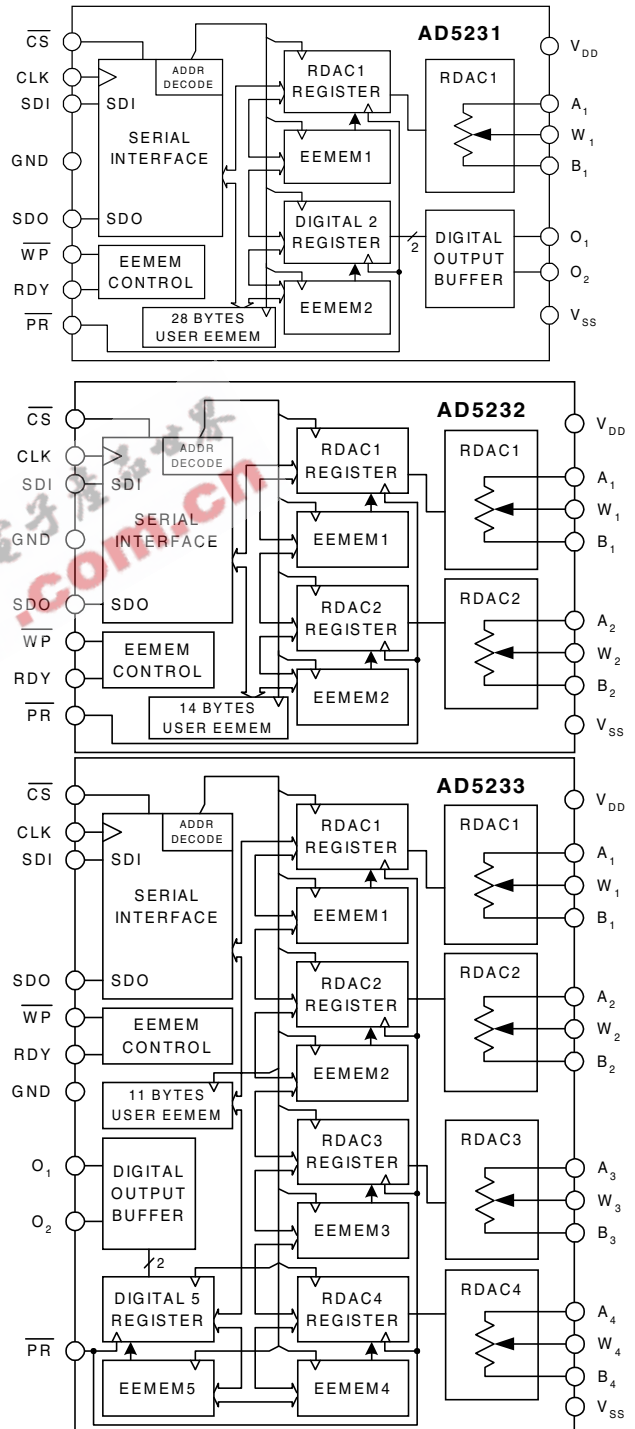 AD5231
CS
CLK
SDI
GND
SDO
WP
RDY
PR
SDI
SDO
ADDR
DECODE
SERIAL
INTERFACE
EEMEM
CONTROL
28 BYTES
USER EEMEM
RDAC1
REGISTER
EEMEM1
DIGITAL 2
REGISTER
EEMEM2
2
RDAC1
DIGITAL
OUTPUT
BUFFER
VDD
A1
W1
B1
O1
O2
VSS
AD5232
CS
CLK
SDI
GND
SDO
WP
RDY
PR
SDI
SDO
ADDR
DECODE
SERIAL
INTERFACE
EEMEM
CONTROL
14 BYTES
USER EEMEM
RDAC1
REGISTER
EEMEM1
RDAC2
REGISTER
EEMEM2
RDAC1
RDAC2
VDD
A1
W1
B1
A2
W2
B2
VSS
.com.cn
AD5233
CS
CLK
SDI
SDO
WP
RDY
GND
O1
O2
PR
SDI
SDO
ADDR
DECODE
SERIAL
INTERFACE
EEMEM
CONTROL
11 BYTES
USER EEMEM
DIGITAL
OUTPUT
BUFFER
2
DIGITAL 5
REGISTER
EEMEM5
RDAC1
REGISTER
EEMEM1
RDAC2
REGISTER
EEMEM2
RDAC3
REGISTER
EEMEM3
RDAC4
REGISTER
EEMEM4
RDAC1
RDAC2
RDAC3
RDAC4
VDD
A1
W1
B1
A2
W2
B2
A3
W3
B3
A4
W4
B4
VSS